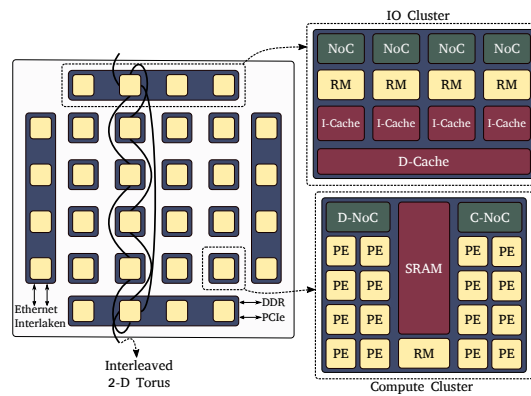 IO Cluster
NoC NoC NoC NoC
RM RM RM RM
I-Cache I-Cache I-Cache I-Cache
D-Cache
D-NoC C-NoC
SRAM
PE PE PE PE
PE PE PE PE
PE PE PE PE
PE PE RM PE PE
Compute Cluster
Ethernet
Interlaken
DDR
PCIe
Interleaved
2-D Torus